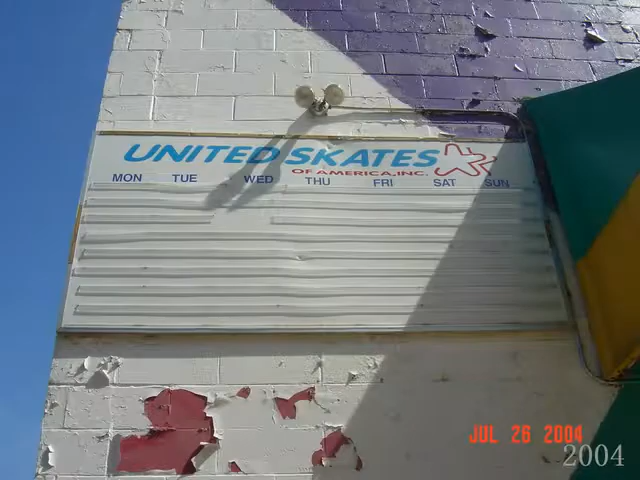 UNITED SKATES
OF AMERICA, INC.
MON TUE WED THU FRI SAT SUN
JUL 26 2004
2004